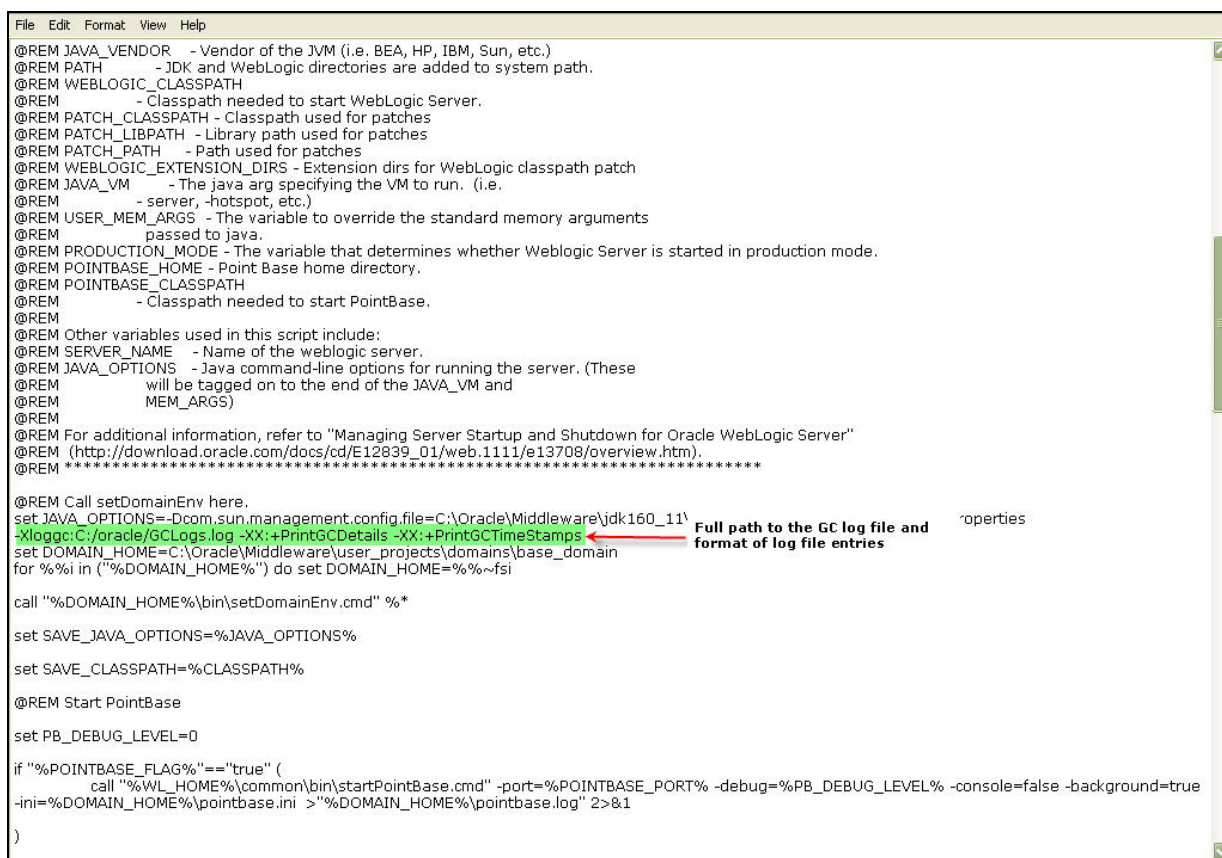 File Edit Format View Help
@REM JAVA_VENDOR - Vendor of the JVM (i.e. BEA, HP, IBM, Sun, etc.)
@REM PATH - JDK and WebLogic directories are added to system path.
@REM WEBLOGIC_CLASSPATH
@REM - Classpath needed to start WebLogic Server.
@REM PATCH_CLASSPATH - Classpath used for patches
@REM PATCH_LIBPATH - Library path used for patches
@REM PATCH_PATH - Path used for patches
@REM WEBLOGIC_EXTENSION_DIRS - Extension dirs for WebLogic classpath patch
@REM JAVA_VM - The java arg specifying the VM to run. (i.e.
@REM - server, -hotspot, etc.)
@REM USER_MEM_ARGS - The variable to override the standard memory arguments
@REM passed to java.
@REM PRODUCTION_MODE - The variable that determines whether Weblogic Server is started in production mode.
@REM POINTBASE_HOME - Point Base home directory.
@REM POINTBASE_CLASSPATH
@REM - Classpath needed to start PointBase.
@REM
@REM Other variables used in this script include:
@REM SERVER_NAME - Name of the weblogic server.
@REM JAVA_OPTIONS - Java command-line options for running the server. (These
@REM will be tagged on to the end of the JAVA_VM and
@REM MEM_ARGS)
@REM
@REM For additional information, refer to "Managing Server Startup and Shutdown for Oracle WebLogic Server"
@REM (http://download.oracle.com/docs/cd/E12839_01/web.1111/e13708/overview.htm).
@REM *************************************************************************
@REM Call setDomainEnv here.
set JAVA_OPTIONS=-Dcom.sun.management.config.file=C:\Oracle\Middleware\jdk160_11\ roperties
-Xloggc:C:/oracle/GCLogs.log -XX:+PrintGCDetails -XX:+PrintGCTimeStamps
Full path to the GC log file and
format of log file entries
set DOMAIN_HOME=C:\Oracle\Middleware\user_projects\domains\base_domain
for %%i in ("%DOMAIN_HOME%") do set DOMAIN_HOME=%%~fsi
call "%DOMAIN_HOME%\bin\setDomainEnv.cmd" %*
set SAVE_JAVA_OPTIONS=%JAVA_OPTIONS%
set SAVE_CLASSPATH=%CLASSPATH%
@REM Start PointBase
set PB_DEBUG_LEVEL=0
if "%POINTBASE_FLAG%"=="true" (
call "%WL_HOME%\common\bin\startPointBase.cmd" -port=%POINTBASE_PORT% -debug=%PB_DEBUG_LEVEL% -console=false -background=true
-ini=%DOMAIN_HOME%\pointbase.ini >"%DOMAIN_HOME%\pointbase.log" 2>&1
)